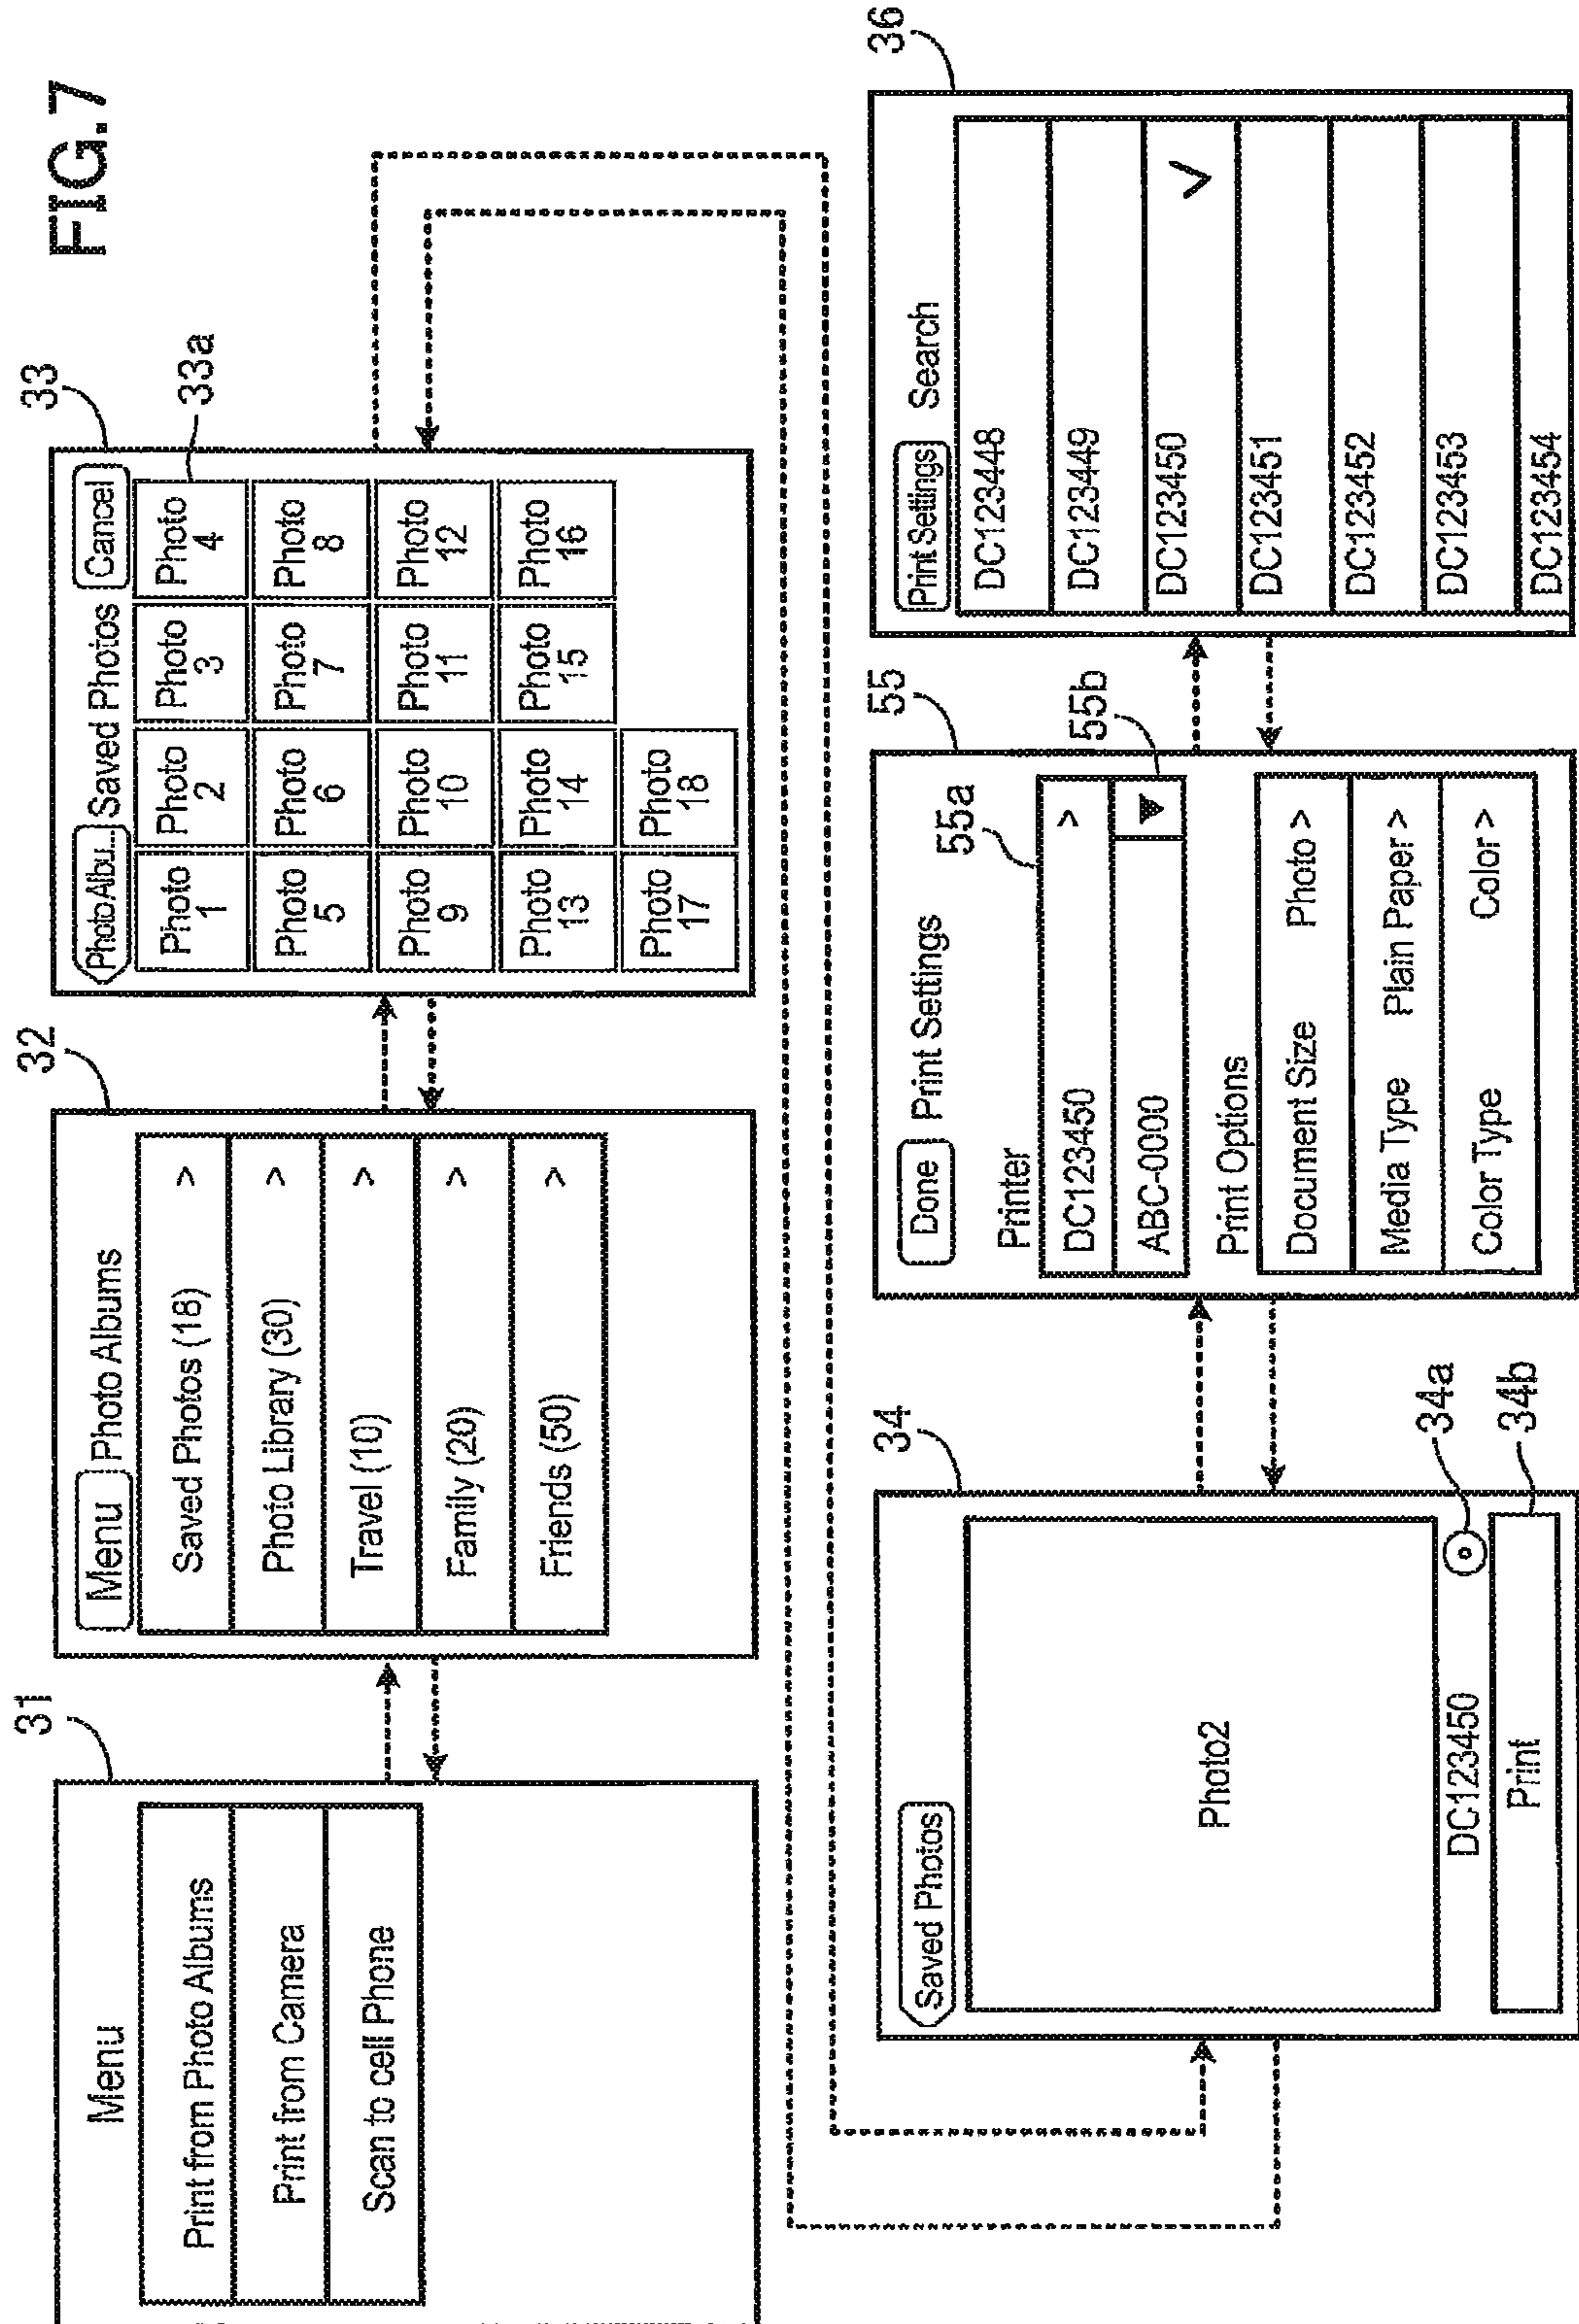 FIG.7
31
Menu
Print from Photo Albums
Print from Camera
Scan to cell Phone
32
Menu Photo Albums
Saved Photos (18) >
Photo Library (30) >
Travel (10) >
Family (20) >
Friends (50) >
33
Photo Albu... Saved Photos Cancel
33a
Photo 1 Photo 2 Photo 3 Photo 4
Photo 5 Photo 6 Photo 7 Photo 8
Photo 9 Photo 10 Photo 11 Photo 12
Photo 13 Photo 14 Photo 15 Photo 16
Photo 17 Photo 18
34
Saved Photos
Photo2
DC123450
34a
Print
34b
55
Done Print Settings
Printer
55a
DC123450 >
ABC-0000 ▼
55b
Print Options
Document Size Photo >
Media Type Plain Paper >
Color Type Color >
36
Print Settings Search
DC123448
DC123449
DC123450 ✓
DC123451
DC123452
DC123453
DC123454